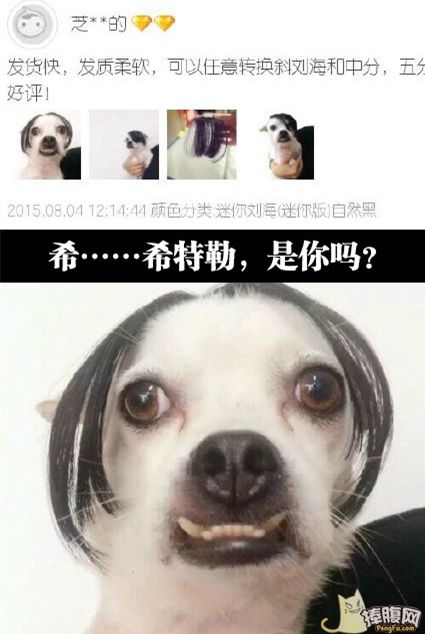 芝**的
发货快，发质柔软，可以任意转换斜刘海和中分，五分
好评！
2015.08.04 12:14:44 颜色分类:迷你刘海(迷你版)自然黑
希……希特勒，是你吗？
捧腹网
PengFu.com